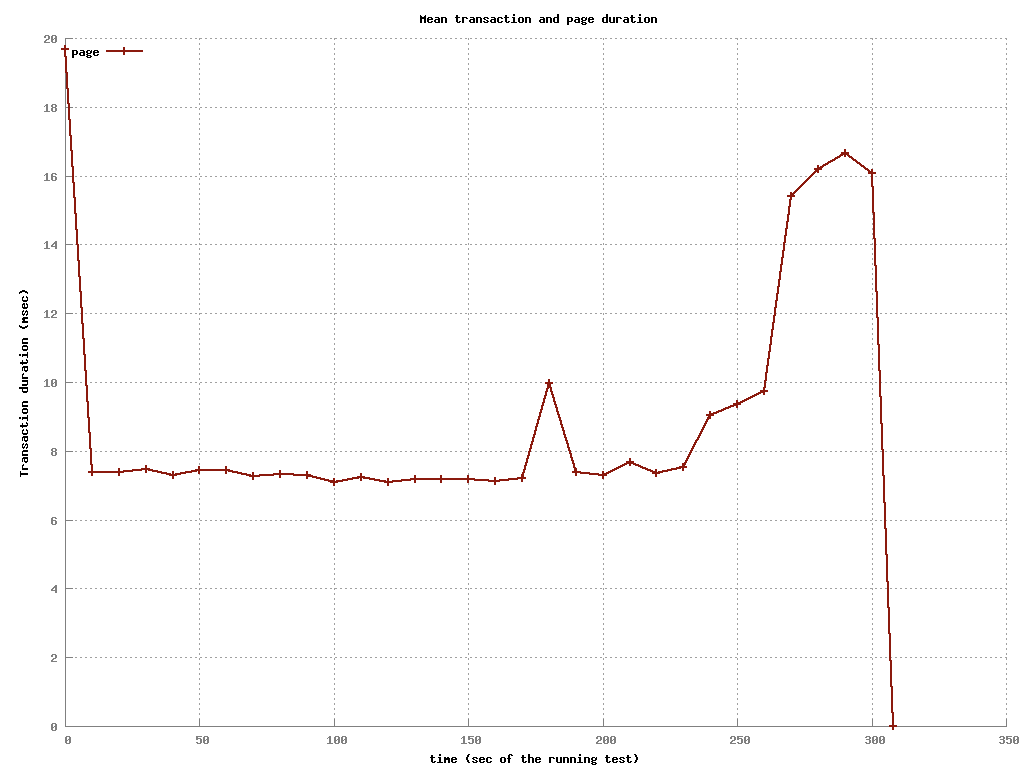 Mean transaction and page duration
page
20
18
16
14
12
10
8
6
4
2
0
Transaction duration (msec)
0 50 100 150 200 250 300 350
time (sec of the running test)